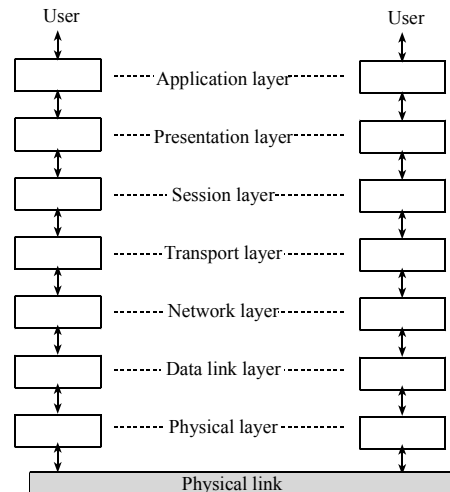 User
User
Application layer
Presentation layer
Session layer
Transport layer
Network layer
Data link layer
Physical layer
Physical link